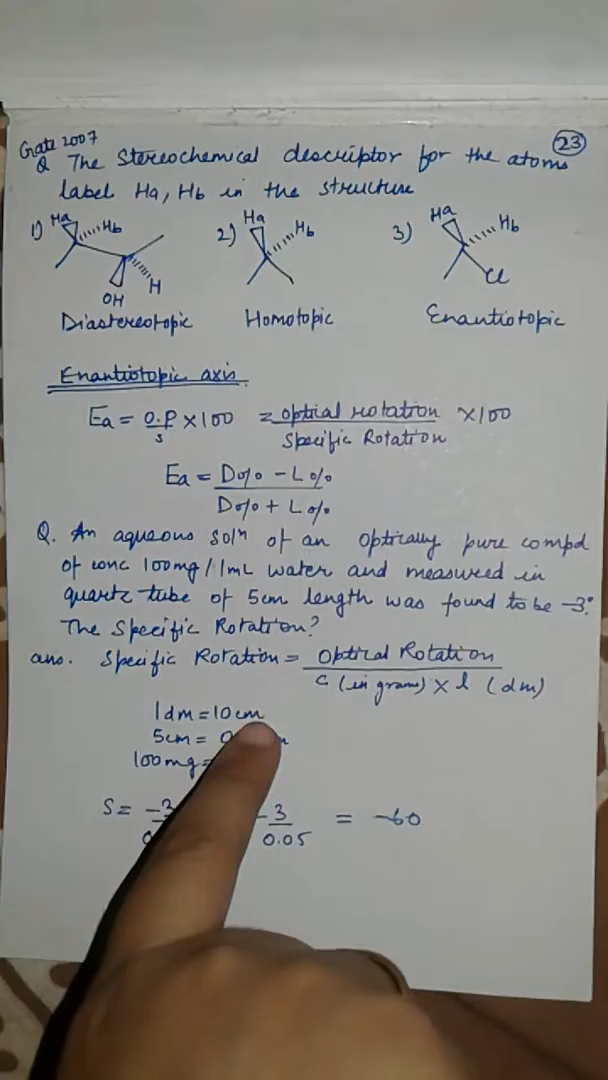 Gate 2007
23
Q The stereochemical descriptor for the atoms
label Ha, Hb in the structure
1) Ha Hb OH H
2) Ha Hb
3) Ha Hb Cl
Diastereotopic Homotopic Enantiotopic
Enantiotopic axis
Ea = O.P/s × 100 = optial rotation/Specific Rotation × 100
Ea = D% - L%
D% + L%
Q. An aqueous solⁿ of an optically pure compd
of conc 100mg/1mL water and measured in
quartz tube of 5cm length was found to be -3°.
The Specific Rotation?
ans. Specific Rotation = Optical Rotation
c (in grams) × l (dm)
1dm = 10cm
5cm =
100mg =
S = -3 -3/0.05 = -60